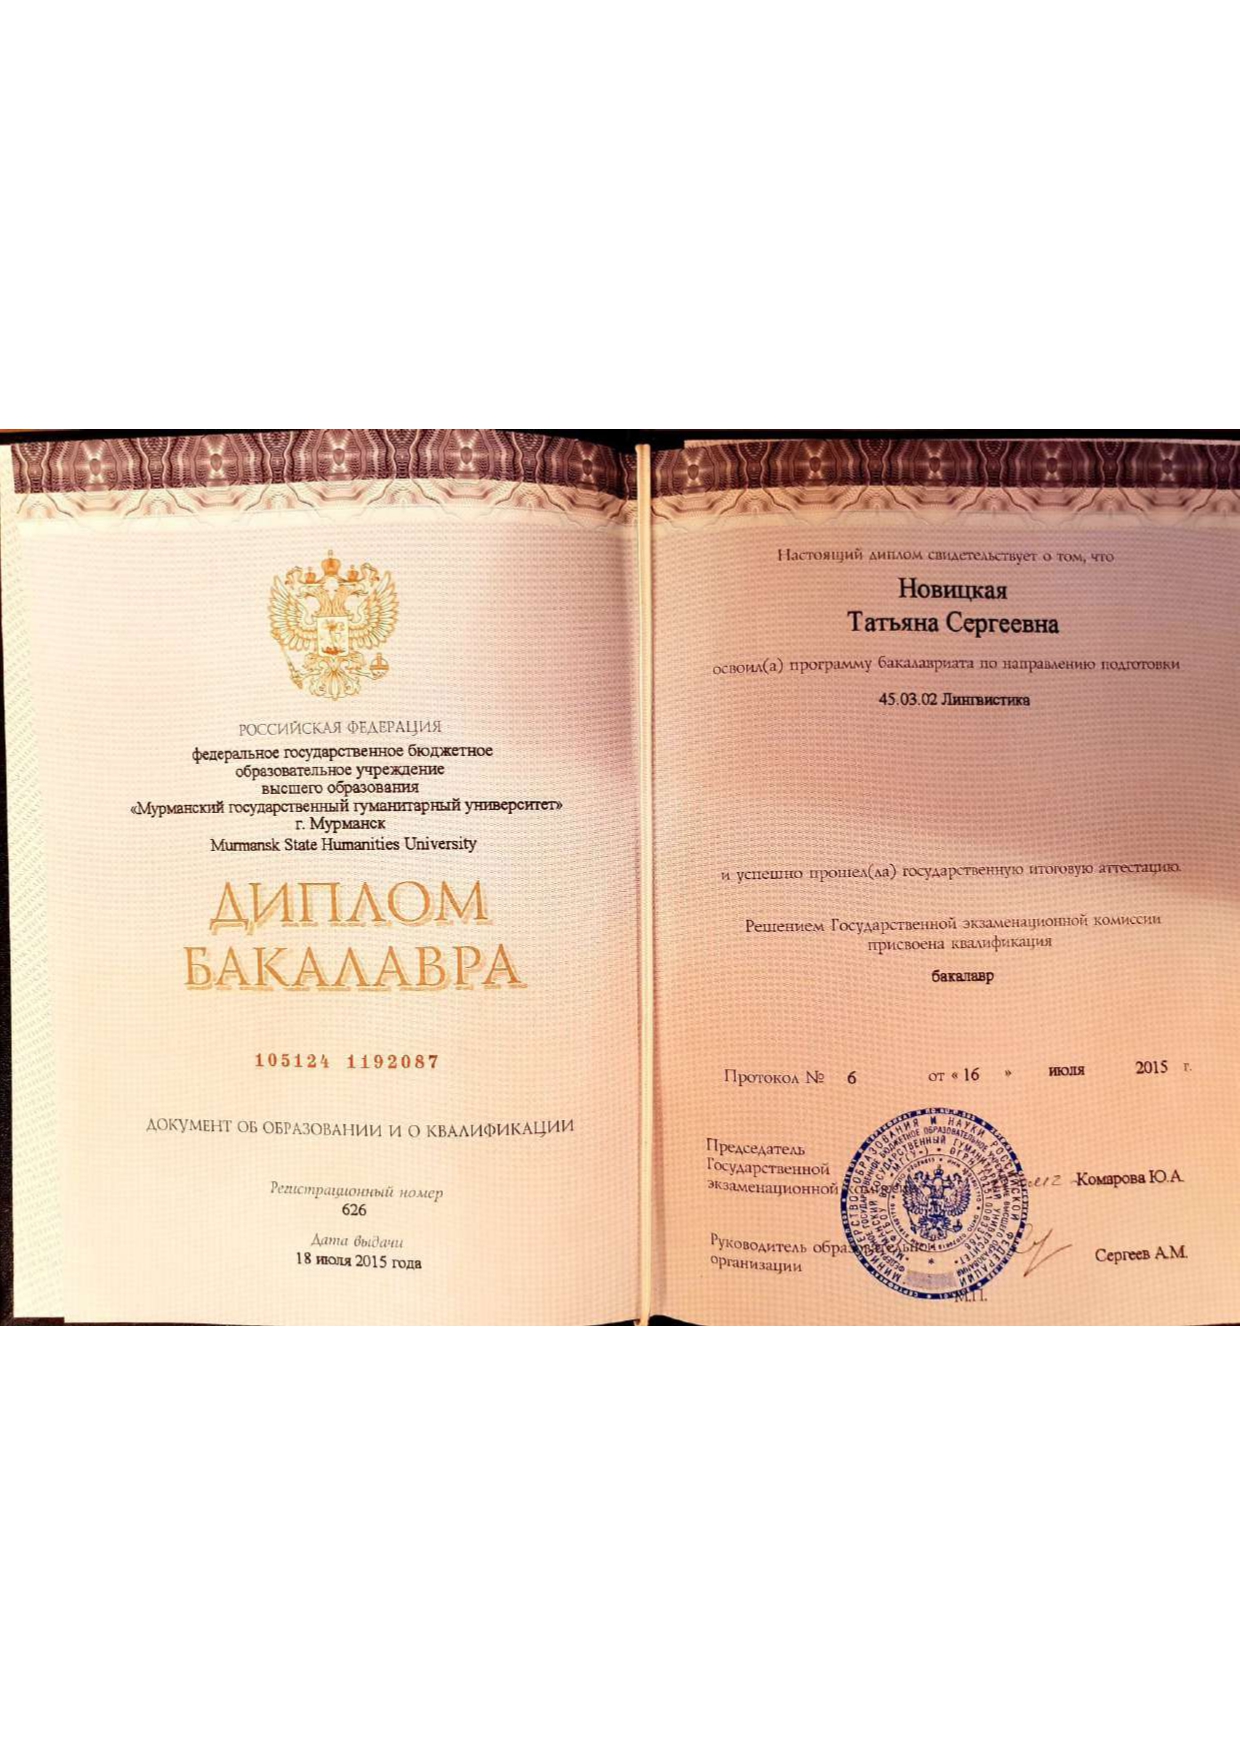 РОССИЙСКАЯ ФЕДЕРАЦИЯ
федеральное государственное бюджетное
образовательное учреждение
высшего образования
«Мурманский государственный гуманитарный университет»
г. Мурманск
Murmansk State Humanities University
ДИПЛОМ
БАКАЛАВРА
105124 1192087
ДОКУМЕНТ ОБ ОБРАЗОВАНИИ И О КВАЛИФИКАЦИИ
Регистрационный номер
626
Дата выдачи
18 июля 2015 года
Настоящий диплом свидетельствует о том, что
Новицкая
Татьяна Сергеевна
освоил(а) программу бакалавриата по направлению подготовки
45.03.02 Лингвистика
и успешно прошел(ла) государственную итоговую аттестацию
Решением Государственной экзаменационной комиссии
присвоена квалификация
бакалавр
Протокол № 6 от « 16 » июля 2015 г.
Председатель
Государственной
экзаменационной
Комарова Ю.А.
Руководитель образовательной
организации
Сергеев А.М.
М.П.